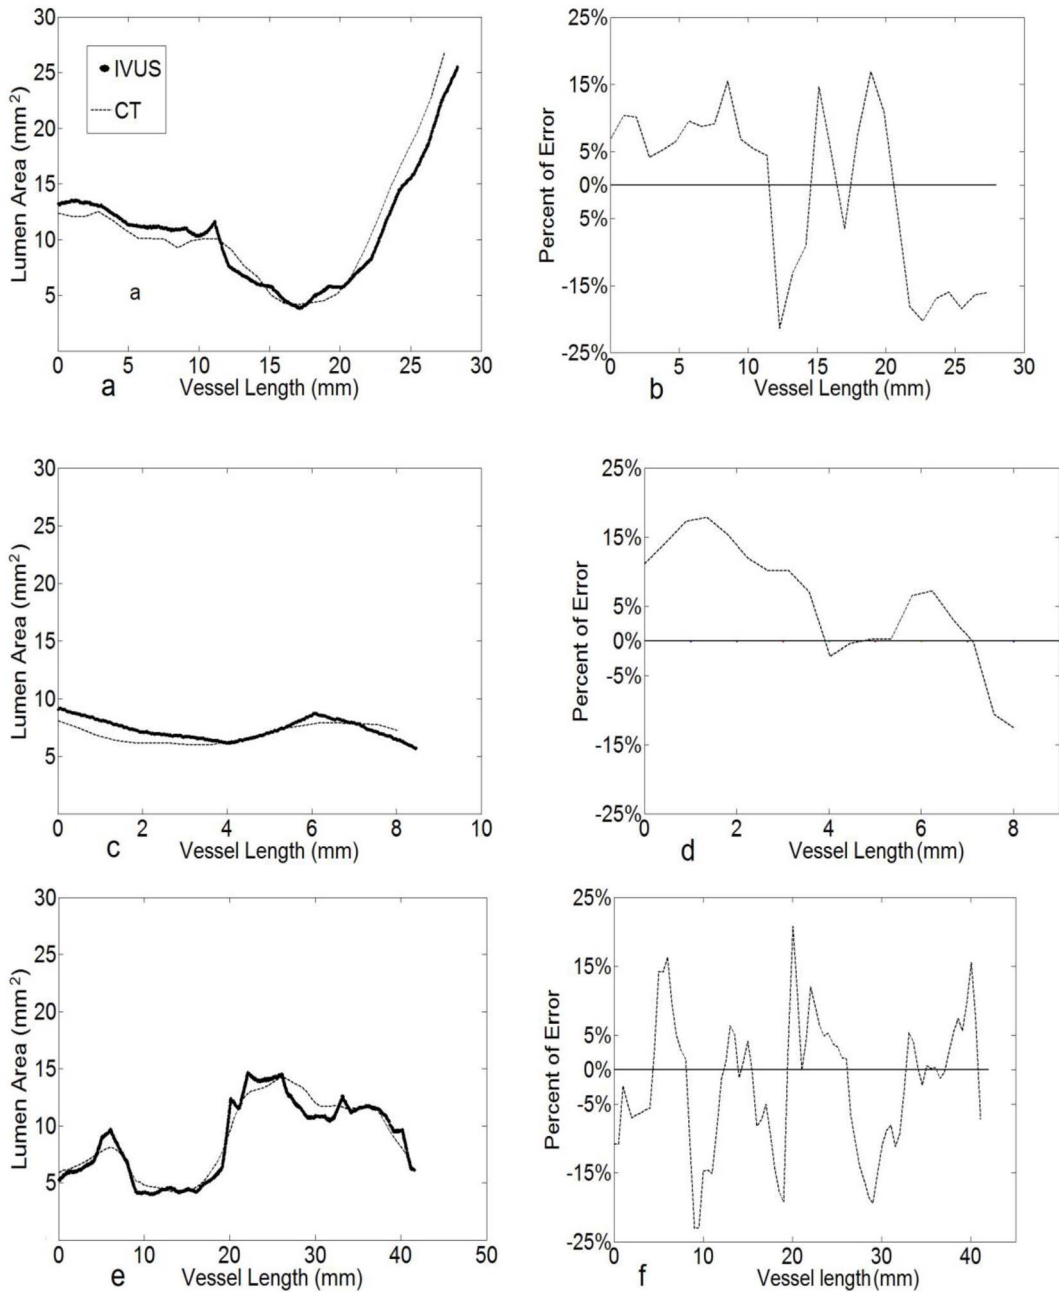 30
25
20
15
10
5
Lumen Area (mm²)
IVUS
CT
a
0 5 10 15 20 25 30
a Vessel Length (mm)
25%
15%
5%
0%
5%
-15%
-25%
Percent of Error
0 5 10 15 20 25 30
b Vessel Length (mm)
30
25
20
15
10
5
Lumen Area (mm²)
0 2 4 6 8 10
c Vessel Length (mm)
25%
15%
5%
0%
-5%
-15%
-25%
Percent of Error
0 2 4 6 8
d Vessel Length (mm)
30
25
20
15
10
5
Lumen Area (mm²)
0 10 20 30 40 50
e Vessel Length (mm)
25%
15%
5%
0%
-5%
-15%
-25%
Percent of Error
10 20 30 40
f Vessel length (mm)